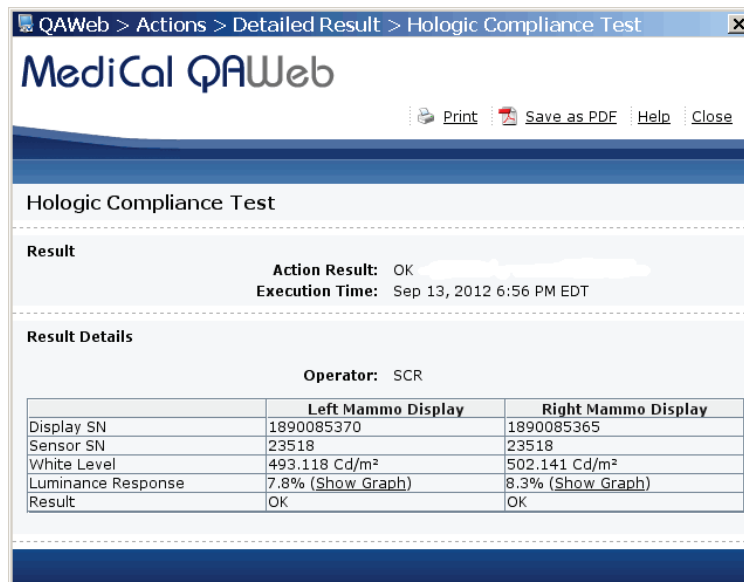 QAWeb > Actions > Detailed Result > Hologic Compliance Test
MediCal QAWeb
Print Save as PDF Help Close
Hologic Compliance Test
Result
Action Result: OK
Execution Time: Sep 13, 2012 6:56 PM EDT
Result Details
Operator: SCR
Left Mammo Display Right Mammo Display
Display SN 1890085370 1890085365
Sensor SN 23518 23518
White Level 493.118 Cd/m² 502.141 Cd/m²
Luminance Response 7.8% (Show Graph) 8.3% (Show Graph)
Result OK OK